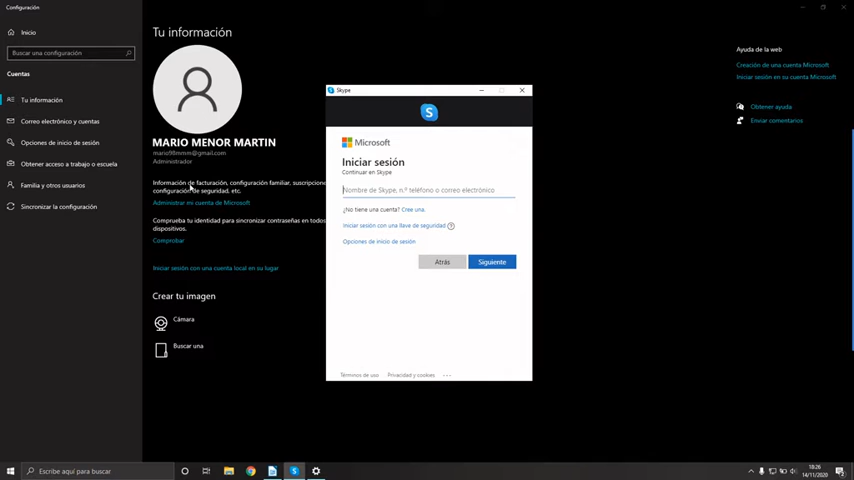 Configuración
Inicio
Buscar una configuración
Cuentas
Tu información
Correo electrónico y cuentas
Opciones de inicio de sesión
Obtener acceso a trabajo o escuela
Familia y otros usuarios
Sincronizar la configuración
Tu información
MARIO MENOR MARTIN
mario98mmm@gmail.com
Administrador
Información de facturación, configuración familiar, suscripcione
configuración de seguridad, etc.
Administrar mi cuenta de Microsoft
Comprueba tu identidad para sincronizar contraseñas en todos
dispositivos.
Comprobar
Iniciar sesión con una cuenta local en su lugar
Crear tu imagen
Cámara
Buscar una
Skype
Microsoft
Iniciar sesión
Continuar en Skype
Nombre de Skype, n.º teléfono o correo electrónico
¿No tiene una cuenta? Cree una.
Iniciar sesión con una llave de seguridad
Opciones de inicio de sesión
Atrás
Siguiente
Términos de uso
Privacidad y cookies
Ayuda de la web
Creación de una cuenta Microsoft
Iniciar sesión en su cuenta Microsoft
Obtener ayuda
Enviar comentarios
Escribe aquí para buscar
18:26
14/11/2020